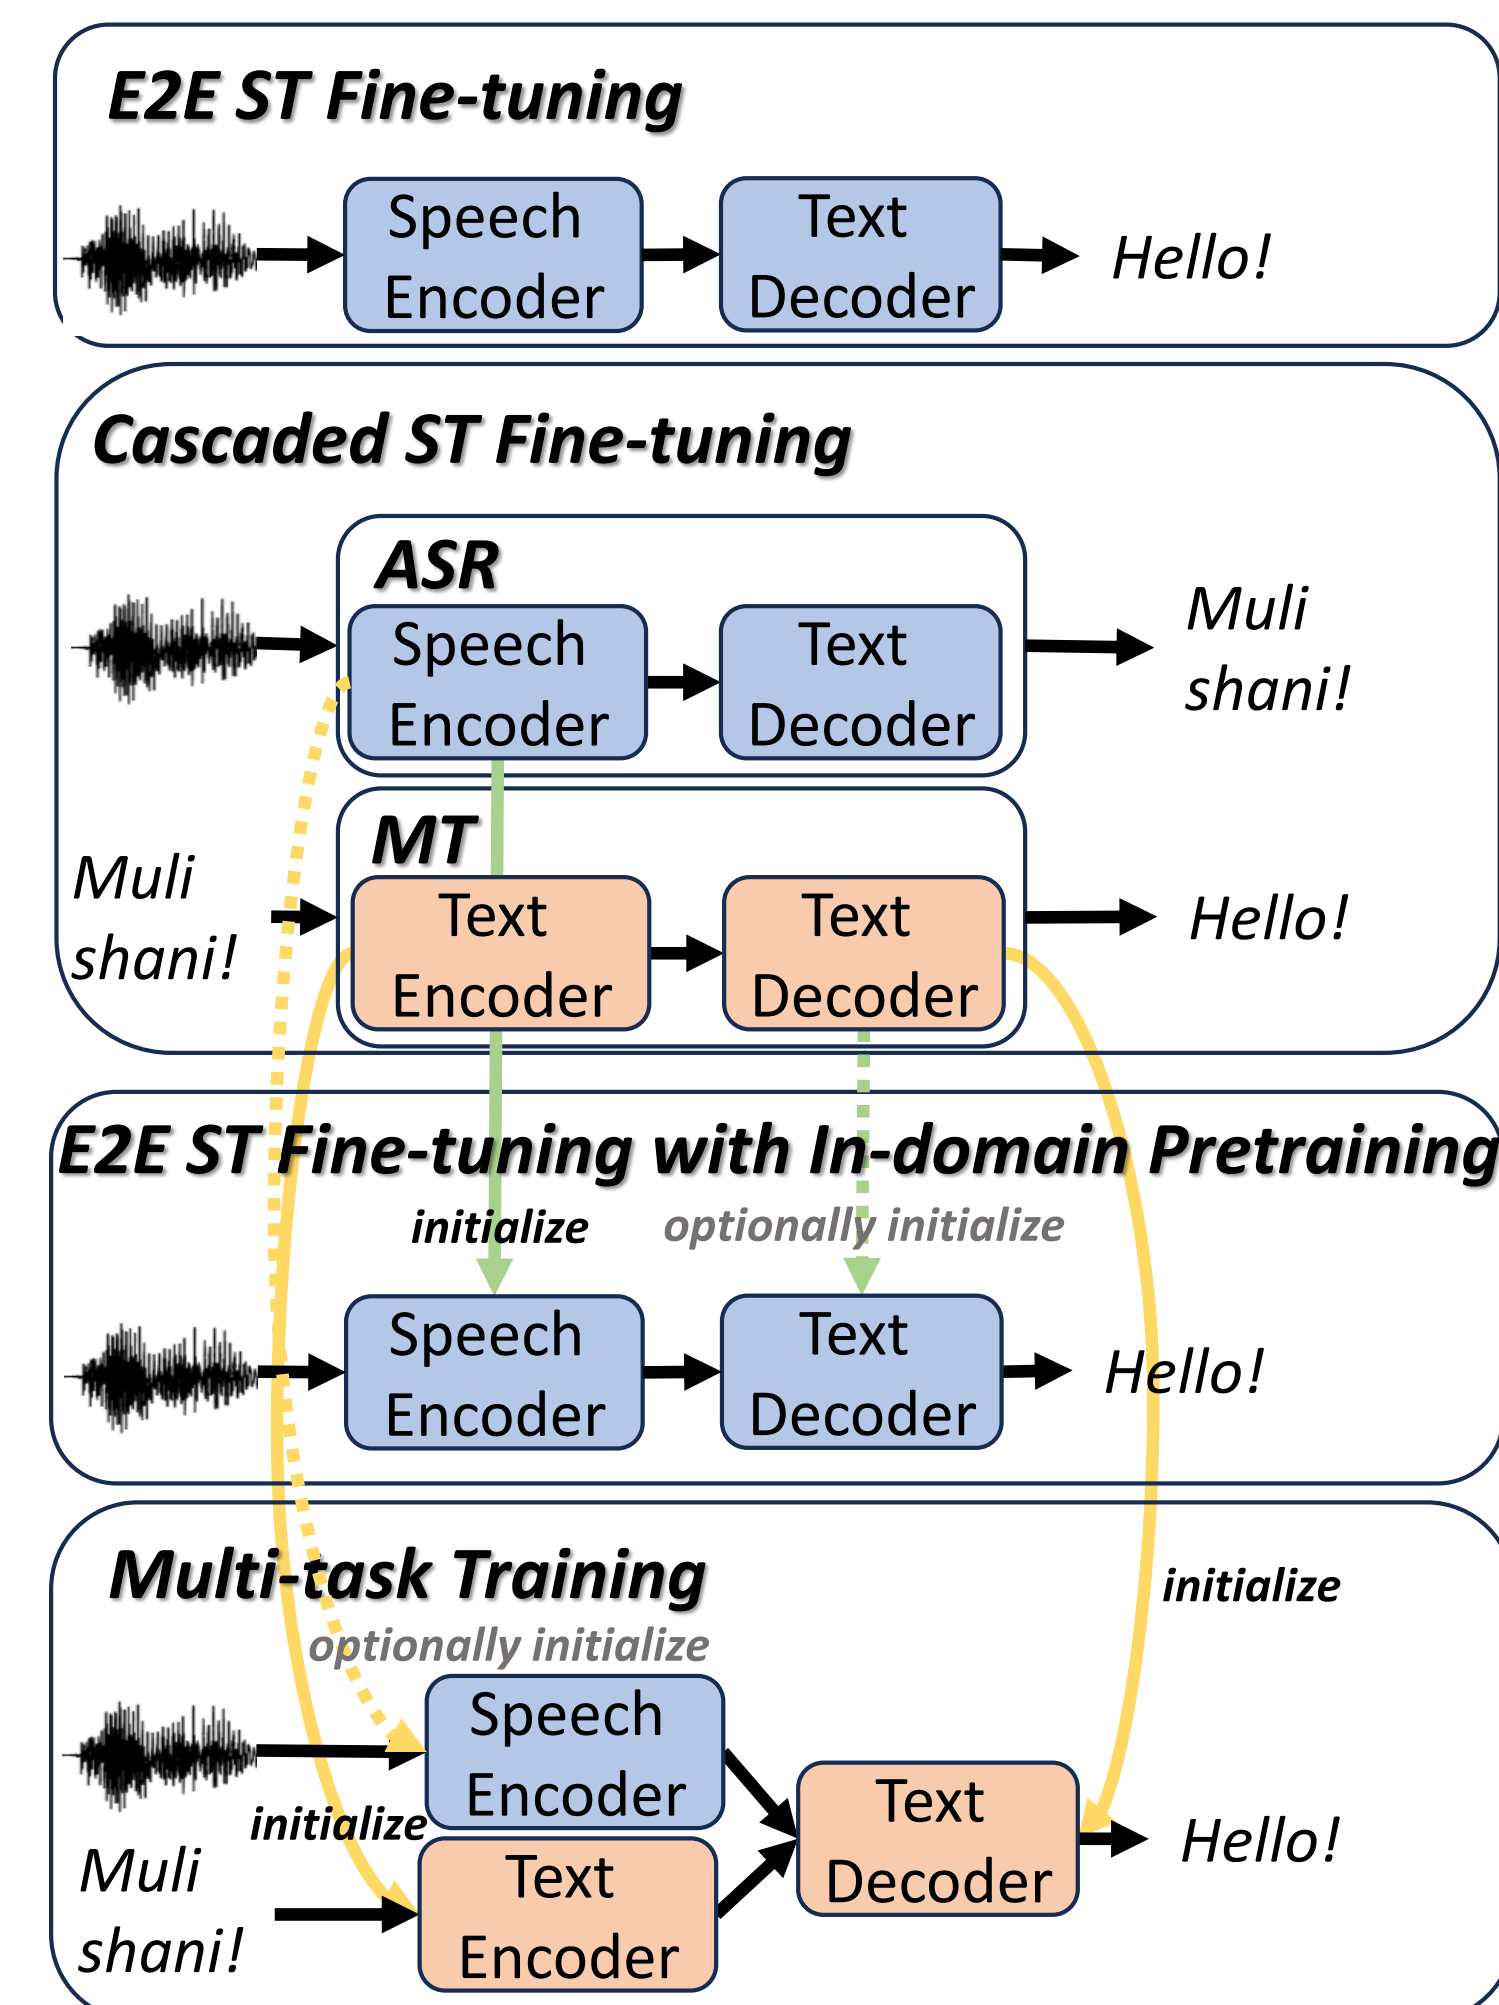 E2E ST Fine-tuning
Speech
Encoder
Text
Decoder
Hello!
Cascaded ST Fine-tuning
ASR
Speech
Encoder
Text
Decoder
Muli
shani!
MT
Muli
shani!
Text
Encoder
Text
Decoder
Hello!
E2E ST Fine-tuning with In-domain Pretraining
initialize
optionally initialize
Speech
Encoder
Text
Decoder
Hello!
Multi-task Training
initialize
optionally initialize
Speech
Encoder
initialize
Muli
shani!
Text
Encoder
Text
Decoder
Hello!